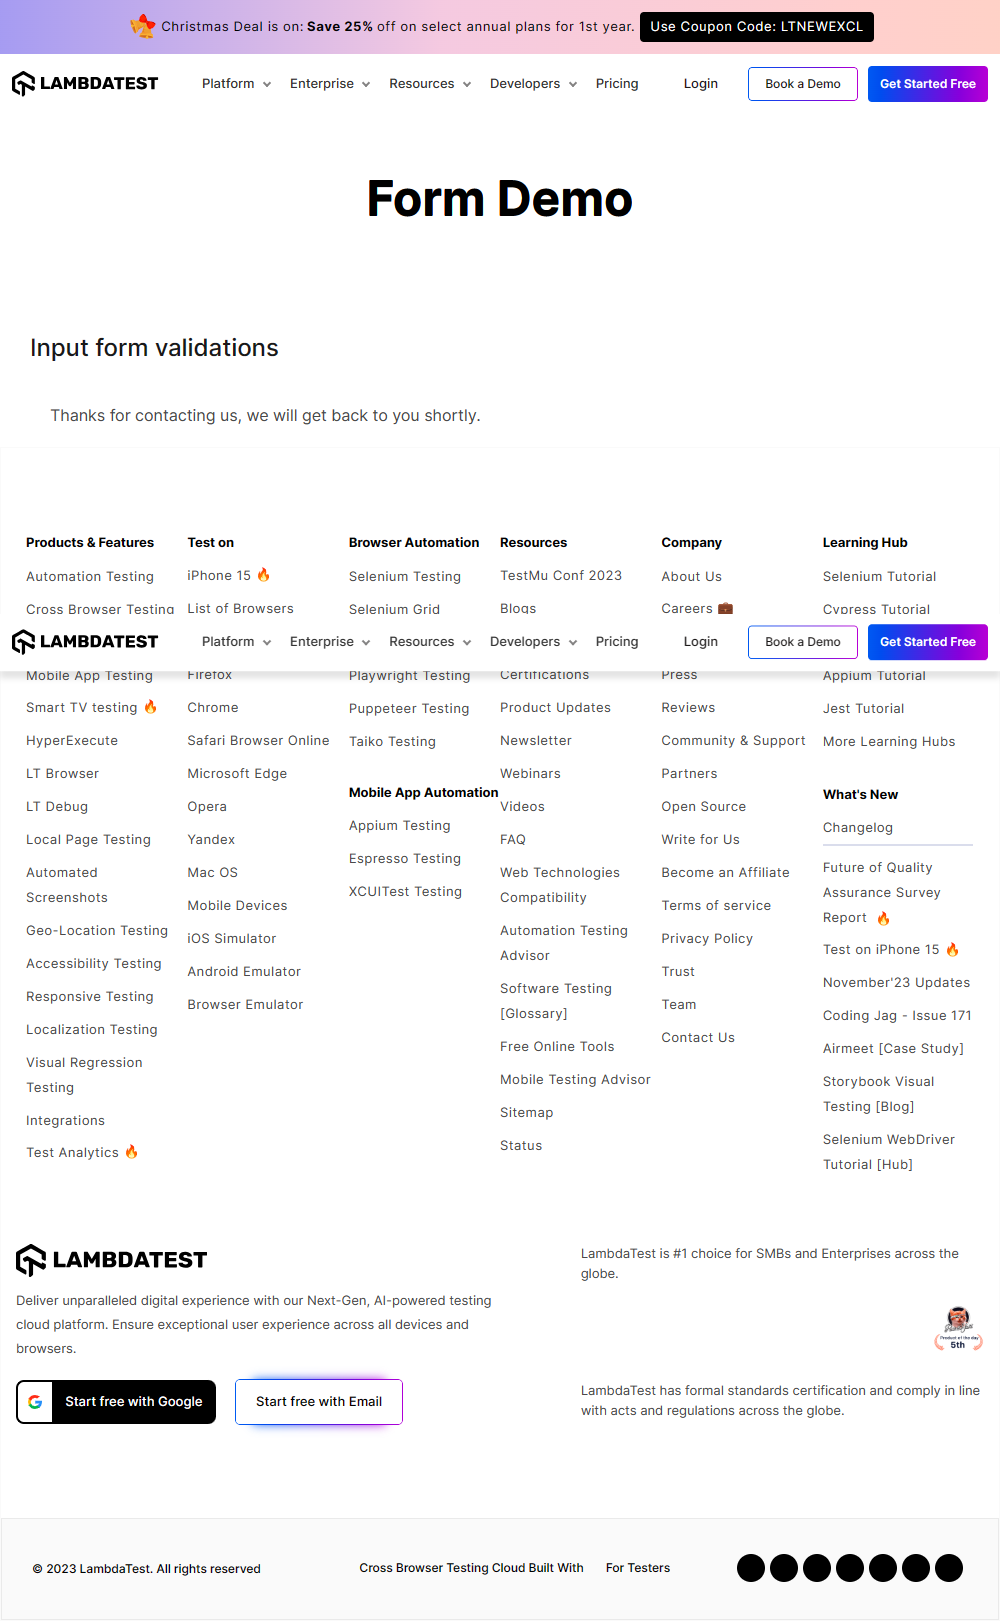 Christmas Deal is on: Save 25% off on select annual plans for 1st year. Use Coupon Code: LTNEWEXCL
LAMBDATEST Platform Enterprise Resources Developers Pricing Login Book a Demo Get Started Free
Form Demo
Input form validations
Thanks for contacting us, we will get back to you shortly.
Products & Features
Automation Testing
Cross Browser Testing
Test on
iPhone 15 🔥
List of Browsers
Browser Automation
Selenium Testing
Selenium Grid
Resources
TestMu Conf 2023
Blogs
Company
About Us
Careers 💼
Learning Hub
Selenium Tutorial
Cypress Tutorial
LAMBDATEST Platform Enterprise Resources Developers Pricing Login Book a Demo Get Started Free
Mobile App Testing
Smart TV testing 🔥
HyperExecute
LT Browser
LT Debug
Local Page Testing
Automated
Screenshots
Geo-Location Testing
Accessibility Testing
Responsive Testing
Localization Testing
Visual Regression
Testing
Integrations
Test Analytics 🔥
Firefox
Chrome
Safari Browser Online
Microsoft Edge
Opera
Yandex
Mac OS
Mobile Devices
iOS Simulator
Android Emulator
Browser Emulator
Playwright Testing
Puppeteer Testing
Taiko Testing
Mobile App Automation
Appium Testing
Espresso Testing
XCUITest Testing
Certifications
Product Updates
Newsletter
Webinars
Videos
FAQ
Web Technologies
Compatibility
Automation Testing
Advisor
Software Testing
[Glossary]
Free Online Tools
Mobile Testing Advisor
Sitemap
Status
Press
Reviews
Community & Support
Partners
Open Source
Write for Us
Become an Affiliate
Terms of service
Privacy Policy
Trust
Team
Contact Us
Appium Tutorial
Jest Tutorial
More Learning Hubs
What's New
Changelog
Future of Quality
Assurance Survey
Report 🔥
Test on iPhone 15 🔥
November'23 Updates
Coding Jag - Issue 171
Airmeet [Case Study]
Storybook Visual
Testing [Blog]
Selenium WebDriver
Tutorial [Hub]
LAMBDATEST
Deliver unparalleled digital experience with our Next-Gen, AI-powered testing
cloud platform. Ensure exceptional user experience across all devices and
browsers.
Start free with Google Start free with Email
LambdaTest is #1 choice for SMBs and Enterprises across the
globe.
Product of the day
5th
LambdaTest has formal standards certification and comply in line
with acts and regulations across the globe.
© 2023 LambdaTest. All rights reserved Cross Browser Testing Cloud Built With For Testers